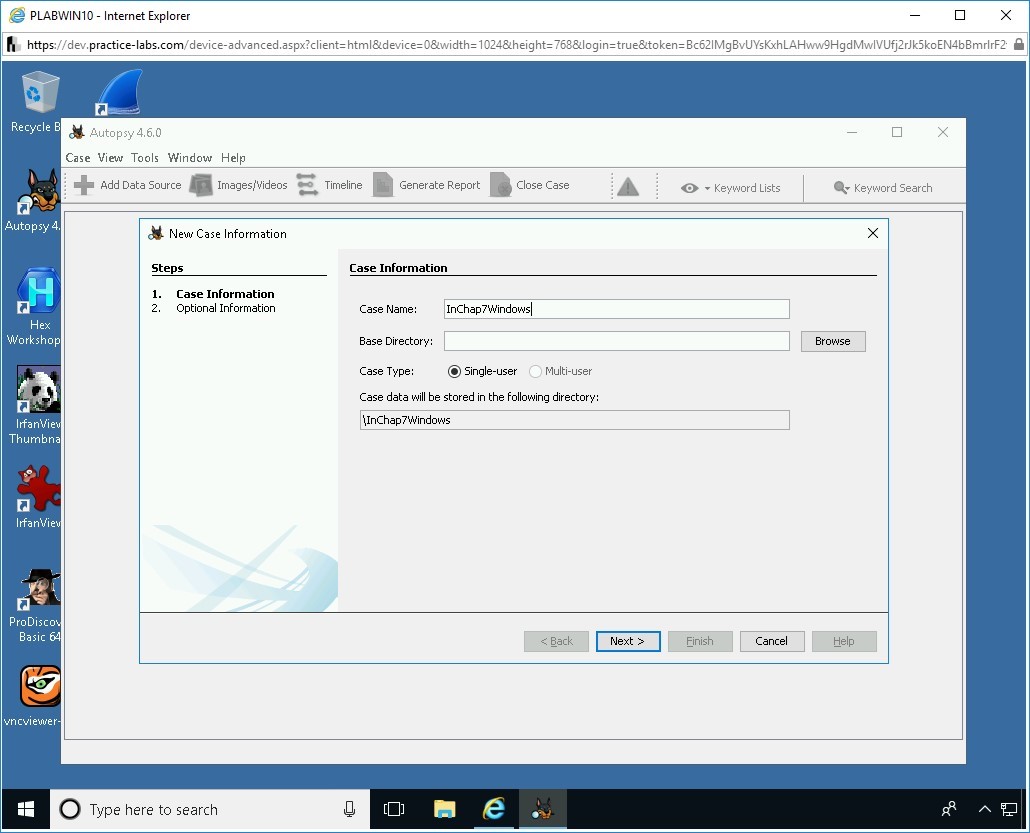 PLABWIN10 - Internet Explorer
https://dev.practice-labs.com/device-advanced.aspx?client=html&device=0&width=1024&height=768&login=true&token=
Recycle B
Autopsy 4.6.0
Case View Tools Window Help
Add Data Source Images/Videos Timeline Generate Report Close Case Keyword Lists Keyword Search
Autopsy 4.
New Case Information
Steps
1. Case Information
2. Optional Information
Case Information
Case Name: InChap7Windows
Base Directory: Browse
Case Type: Single-user Multi-user
Case data will be stored in the following directory:
\InChap7Windows
< Back Next > Finish Cancel Help
Hex
Workshop
IrfanView
Thumbna
IrfanView
ProDiscov
Basic 64
vncviewer-
Type here to search